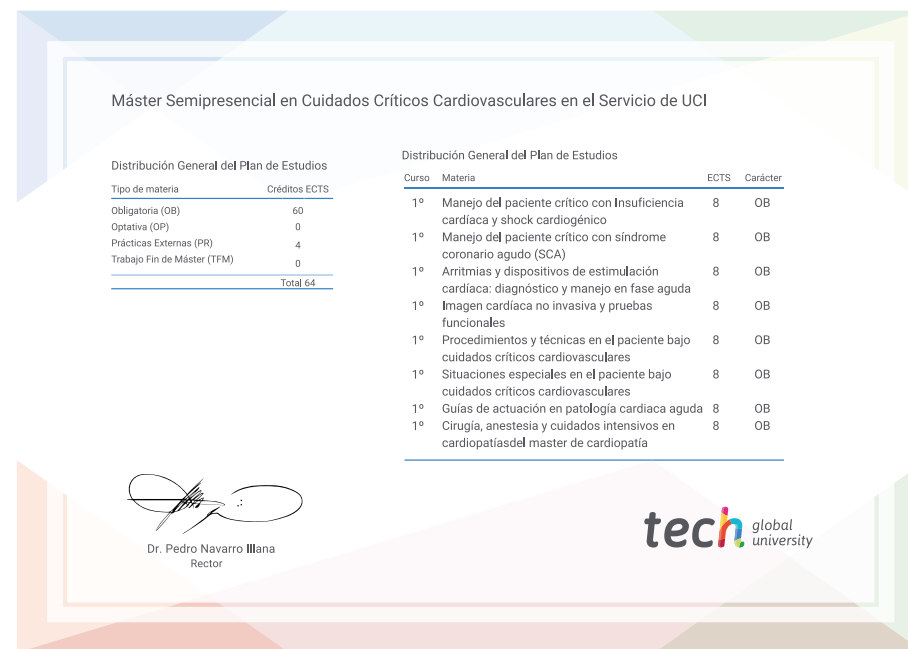 Máster Semipresencial en Cuidados Críticos Cardiovasculares en el Servicio de UCI
Distribución General del Plan de Estudios
Tipo de materia Créditos ECTS
Obligatoria (OB) 60
Optativa (OP) 0
Prácticas Externas (PR) 4
Trabajo Fin de Máster (TFM) 0
Total 64
Distribución General del Plan de Estudios
Curso Materia ECTS Carácter
1º Manejo del paciente crítico con Insuficiencia 8 OB
cardíaca y shock cardiogénico
1º Manejo del paciente crítico con síndrome 8 OB
coronario agudo (SCA)
1º Arritmias y dispositivos de estimulación 8 OB
cardíaca: diagnóstico y manejo en fase aguda
1º Imagen cardíaca no invasiva y pruebas 8 OB
funcionales
1º Procedimientos y técnicas en el paciente bajo 8 OB
cuidados críticos cardiovasculares
1º Situaciones especiales en el paciente bajo 8 OB
cuidados críticos cardiovasculares
1º Guías de actuación en patología cardiaca aguda 8 OB
1º Cirugía, anestesia y cuidados intensivos en 8 OB
cardiopatíasdel master de cardiopatía
Dr. Pedro Navarro Illana
Rector
tech global
university